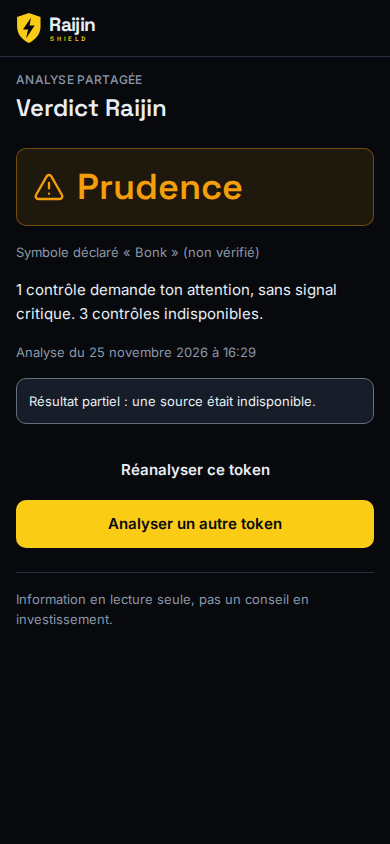 Raijin
SHIELD
ANALYSE PARTAGÉE
Verdict Raijin
Prudence
Symbole déclaré « Bonk » (non vérifié)
1 contrôle demande ton attention, sans signal
critique. 3 contrôles indisponibles.
Analyse du 25 novembre 2026 à 16:29
Résultat partiel : une source était indisponible.
Réanalyser ce token
Analyser un autre token
Information en lecture seule, pas un conseil en
investissement.